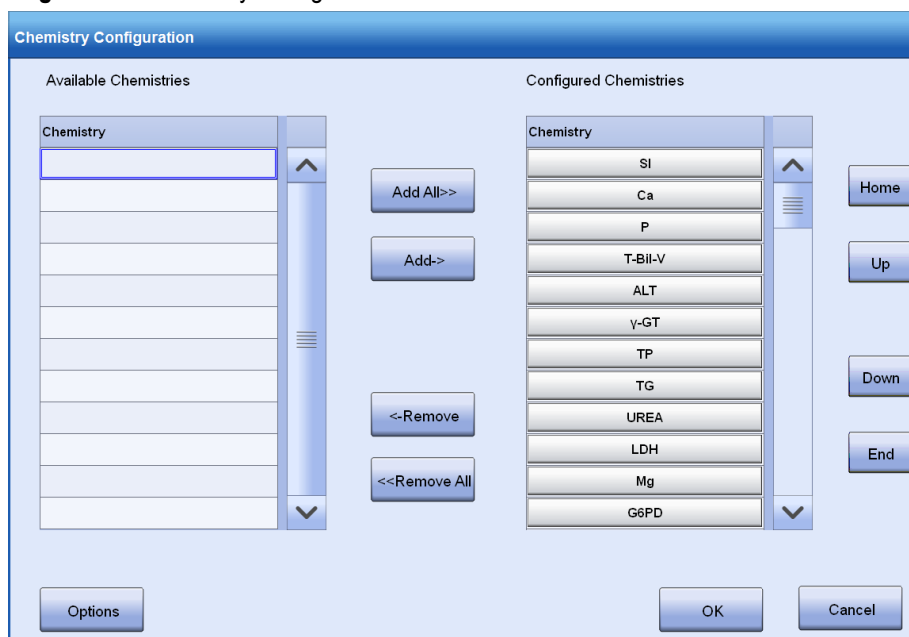 Chemistry Configuration
Available Chemistries
Configured Chemistries
Chemistry
Chemistry
SI
Ca
P
T-Bil-V
ALT
γ-GT
TP
TG
UREA
LDH
Mg
G6PD
Add All>>
Add->
<-Remove
<<Remove All
Home
Up
Down
End
Options
OK
Cancel